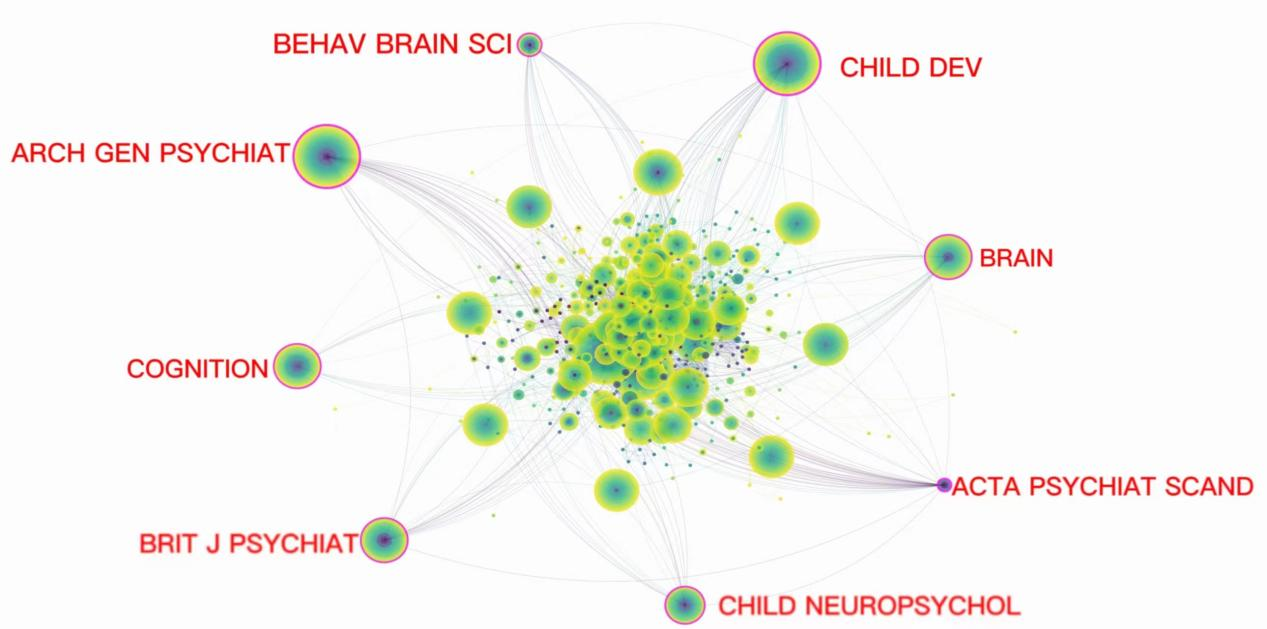 BEHAV BRAIN SCI
CHILD DEV
ARCH GEN PSYCHIAT
BRAIN
COGNITION
ACTA PSYCHIAT SCAND
BRIT J PSYCHIAT
CHILD NEUROPSYCHOL